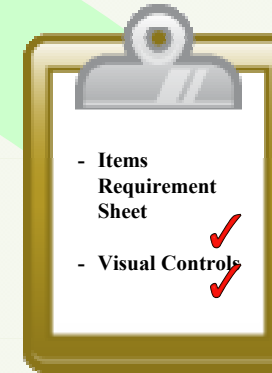 - Items
Requirement
Sheet
- Visual Controls